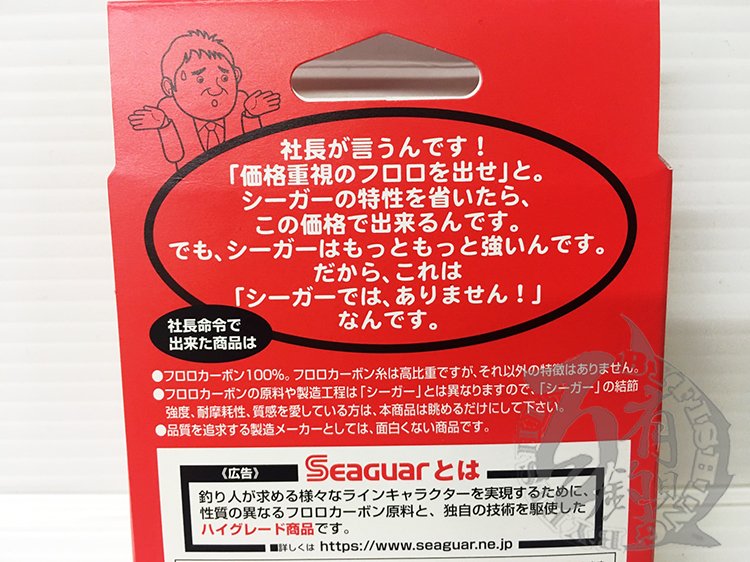 社長が言うんです！
「価格重視のフロロを出せ」と。
シーガーの特性を省いたら、
この価格で出来るんです。
でも、シーガーはもっともっと強いんです。
だから、これは
「シーガーでは、ありません！」
なんです。
社長命令で
出来た商品は
●フロロカーボン100%。フロロカーボン糸は高比重ですが、それ以外の特徴はありません。
●フロロカーボンの原料や製造工程は「シーガー」とは異なりますので、「シーガー」の結節
強度、耐摩耗性、質感を愛している方は、本商品は眺めるだけにして下さい。
●品質を追求する製造メーカーとしては、面白くない商品です。
《広告》 Seaguarとは
釣り人が求める様々なラインキャラクターを実現するために、
性質の異なるフロロカーボン原料と、独自の技術を駆使した
ハイグレード商品です。
■詳しくは https://www.seaguar.ne.jp